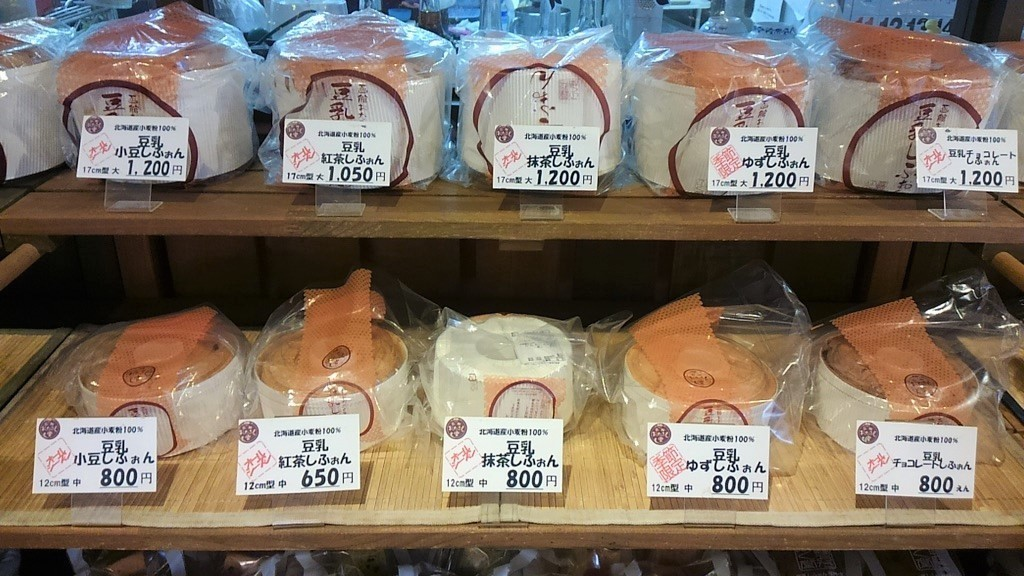 北海道産小麦粉100%
豆乳
小豆しふぉん
17cm型 大 1.200円
北海道産小麦粉100%
豆乳
紅茶しふぉん
17cm型 大 1.050円
北海道産小麦粉100%
豆乳
抹茶しふぉん
17cm型 大 1.200円
北海道産小麦粉100%
季節限定
豆乳
ゆずしふぉん
17cm型 大 1.200円
北海道産小麦粉100%
豆乳チョコレート
しふぉん
17cm型 大 1.200円
北海道産小麦粉100%
豆乳
小豆しふぉん
12cm型 中 800円
北海道産小麦粉100%
豆乳
紅茶しふぉん
12cm型 中 650円
北海道産小麦粉100%
豆乳
抹茶しふぉん
12cm型 中 800円
北海道産小麦粉100%
季節限定
豆乳
ゆずしふぉん
12cm型 中 800円
北海道産小麦粉100%
豆乳
チョコレートしふぉん
12cm型 中 800えん